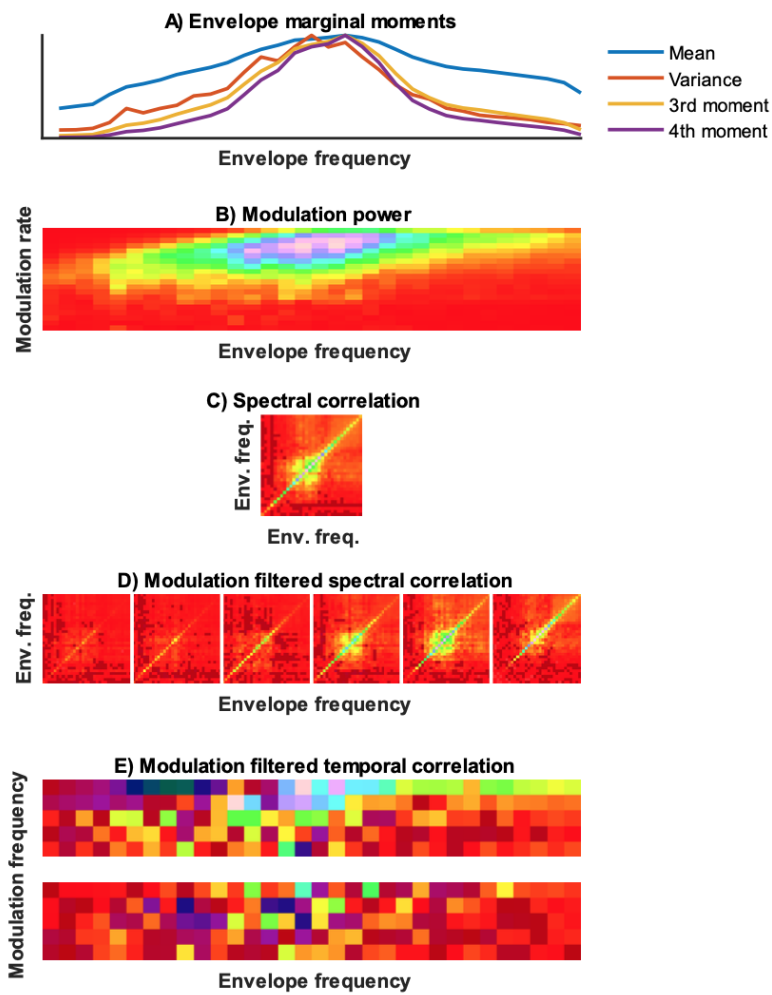 A) Envelope marginal moments
Mean
Variance
3rd moment
4th moment
Envelope frequency
B) Modulation power
Modulation rate
Envelope frequency
C) Spectral correlation
Env. freq.
Env. freq.
D) Modulation filtered spectral correlation
Env. freq.
Envelope frequency
E) Modulation filtered temporal correlation
Modulation frequency
Envelope frequency